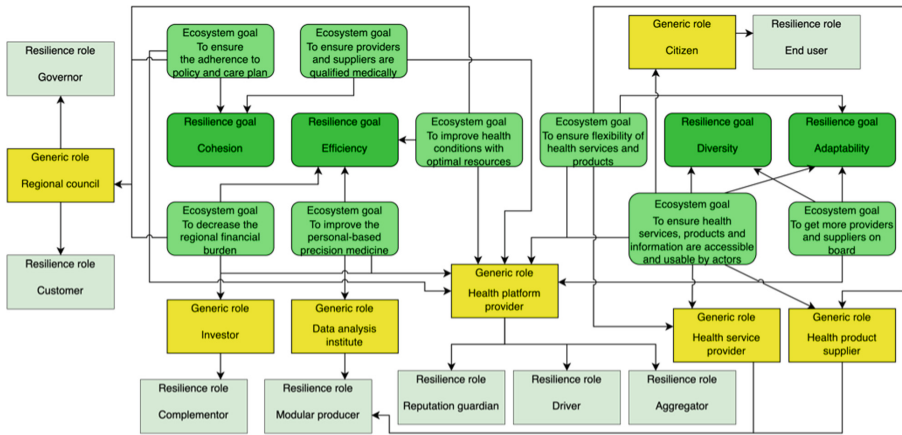 Resilience role
Governor
Ecosystem goal
To ensure
the adherence to
policy and care plan
Ecosystem goal
To ensure providers
and suppliers are
qualified medically
Generic role
Citizen
Resilience role
End user
Resilience goal
Cohesion
Resilience goal
Efficiency
Ecosystem goal
To improve health
conditions with
optimal resources
Ecosystem goal
To ensure flexibility of
health services and
products
Resilience goal
Diversity
Resilience goal
Adaptability
Generic role
Regional council
Ecosystem goal
To decrease the
regional financial
burden
Ecosystem goal
To improve the
personal-based
precision medicine
Ecosystem goal
To ensure health
services, products and
information are accessible
and usable by actors
Ecosystem goal
To get more providers
and suppliers on
board
Resilience role
Customer
Generic role
Health platform
provider
Generic role
Investor
Generic role
Data analysis
institute
Generic role
Health service
provider
Generic role
Health product
supplier
Resilience role
Complementor
Resilience role
Modular producer
Resilience role
Reputation guardian
Resilience role
Driver
Resilience role
Aggregator